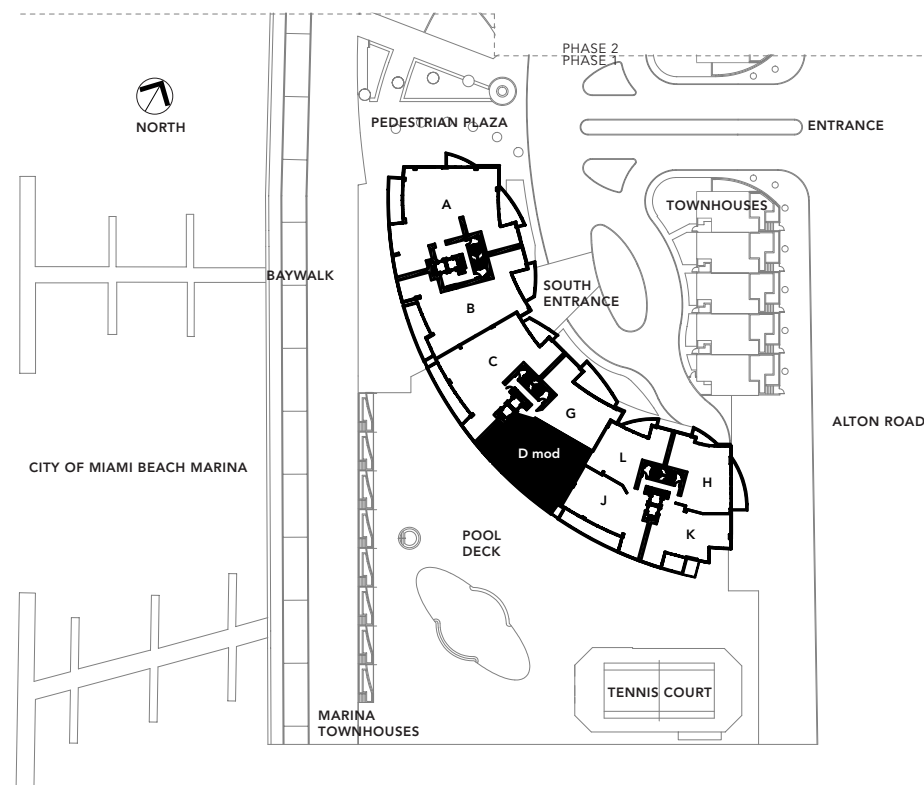 PHASE 2
PHASE 1
NORTH
PEDESTRIAN PLAZA
ENTRANCE
A
TOWNHOUSES
BAYWALK
SOUTH
ENTRANCE
B
C
G
ALTON ROAD
D mod
L
CITY OF MIAMI BEACH MARINA
H
J
K
POOL
DECK
TENNIS COURT
MARINA
TOWNHOUSES